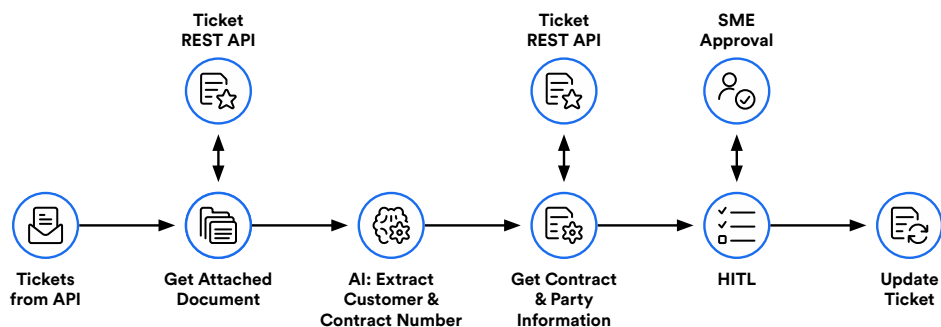 Ticket
REST API
Ticket
REST API
SME
Approval
Tickets
from API
Get Attached
Document
AI: Extract
Customer &
Contract Number
Get Contract
& Party
Information
HITL
Update
Ticket